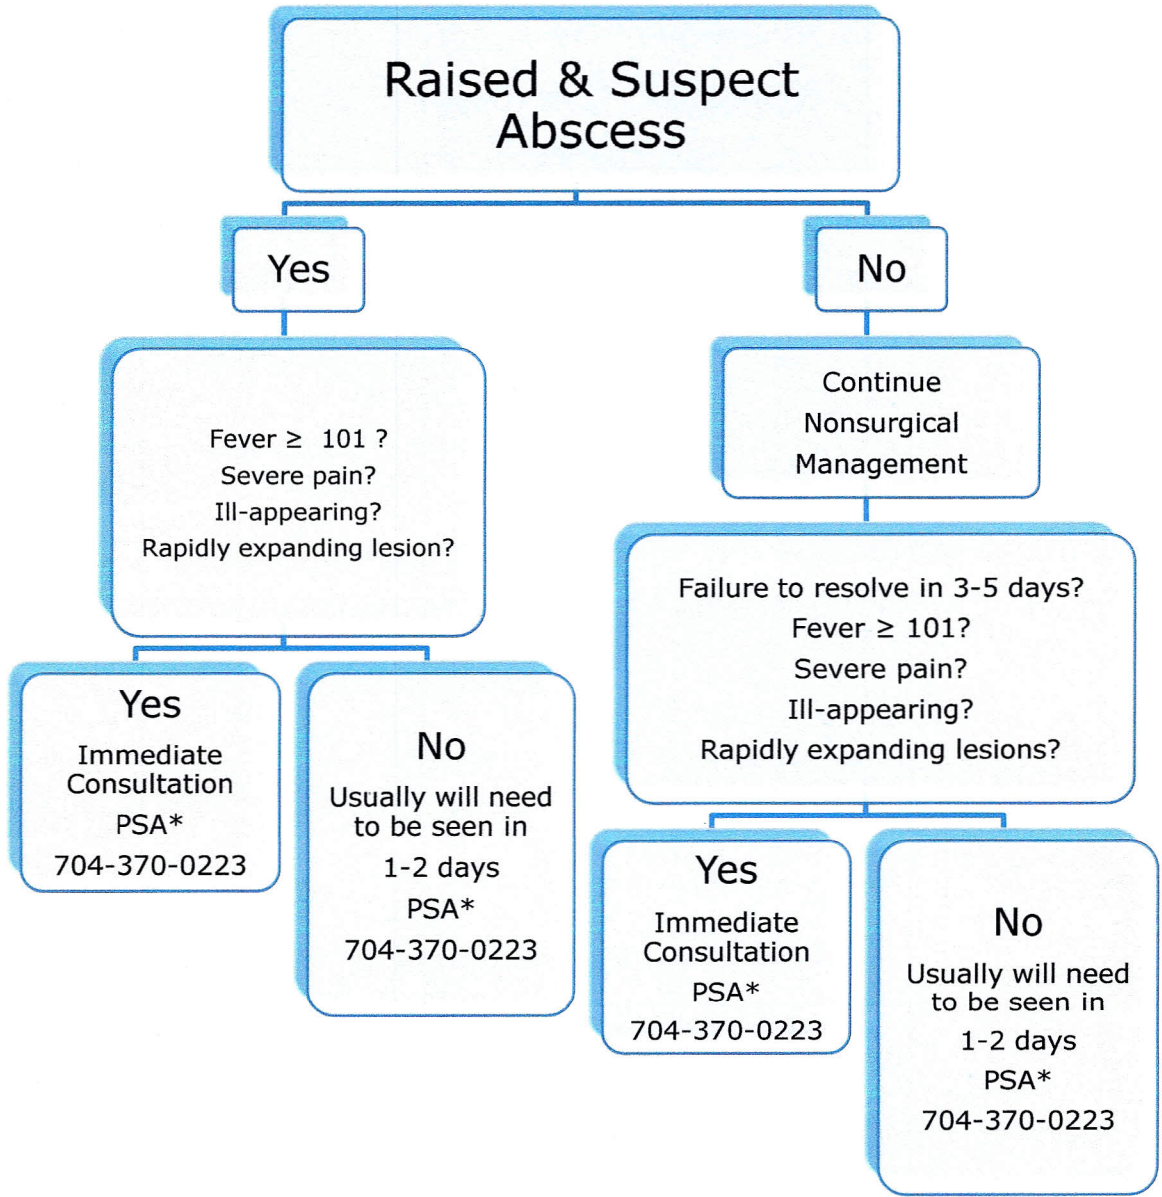 Raised & Suspect
Abscess
Yes
No
Fever ≥ 101 ?
Severe pain?
Ill-appearing?
Rapidly expanding lesion?
Continue
Nonsurgical
Management
Failure to resolve in 3-5 days?
Fever ≥ 101?
Severe pain?
Ill-appearing?
Rapidly expanding lesions?
Yes
Immediate
Consultation
PSA*
704-370-0223
No
Usually will need
to be seen in
1-2 days
PSA*
704-370-0223
Yes
Immediate
Consultation
PSA*
704-370-0223
No
Usually will need
to be seen in
1-2 days
PSA*
704-370-0223